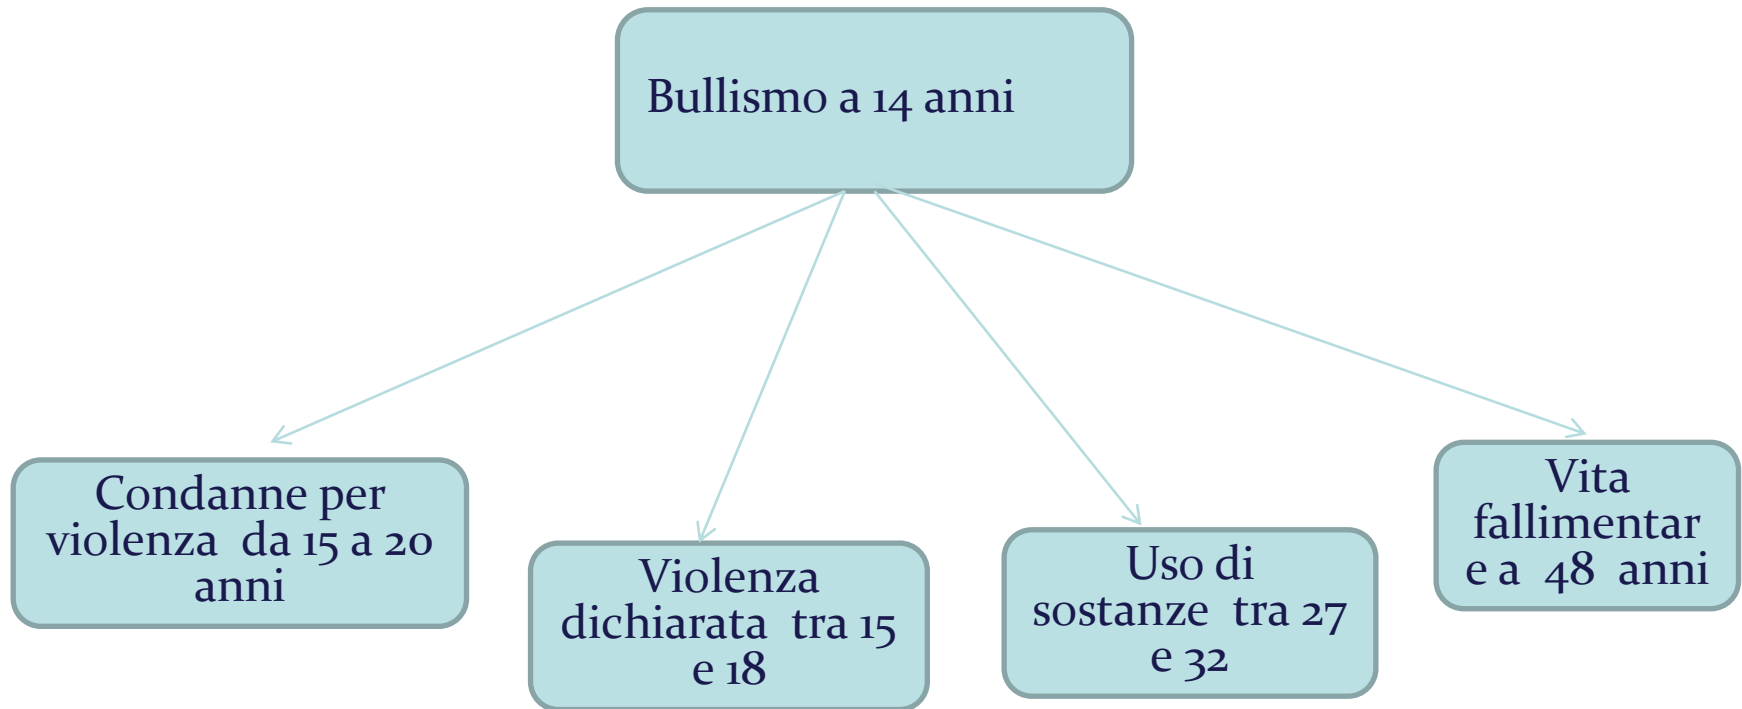 Bullismo a 14 anni
Condanne per
violenza da 15 a 20
anni
Violenza
dichiarata tra 15
e 18
Uso di
sostanze tra 27
e 32
Vita
fallimentar
e a 48 anni